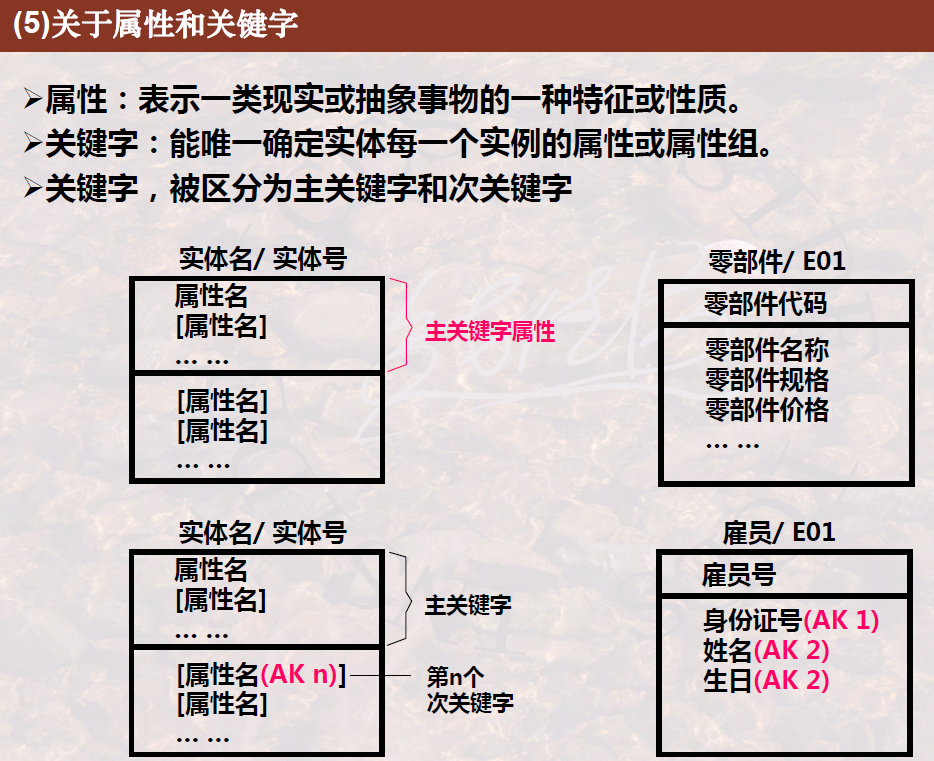 (5)关于属性和关键字
➢属性：表示一类现实或抽象事物的一种特征或性质。
➢关键字：能唯一确定实体每一个实例的属性或属性组。
➢关键字，被区分为主关键字和次关键字
实体名/ 实体号
属性名
[属性名]
... ...
主关键字属性
[属性名]
[属性名]
... ...
零部件/ E01
零部件代码
零部件名称
零部件规格
零部件价格
... ...
实体名/ 实体号
属性名
[属性名]
... ...
主关键字
[属性名(AK n)]
[属性名]
... ...
第n个
次关键字
雇员/ E01
雇员号
身份证号(AK 1)
姓名(AK 2)
生日(AK 2)